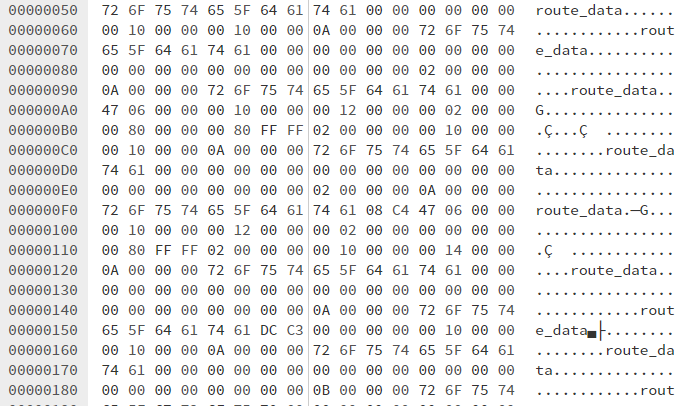 00000050 72 6F 75 74 65 5F 64 61 74 61 00 00 00 00 00 00 route_data......
00000060 00 10 00 00 00 10 00 00 0A 00 00 00 72 6F 75 74 ............rout
00000070 65 5F 64 61 74 61 00 00 00 00 00 00 00 00 00 00 e_data..........
00000080 00 00 00 00 00 00 00 00 00 00 00 00 02 00 00 00 ................
00000090 0A 00 00 00 72 6F 75 74 65 5F 64 61 74 61 00 00 ....route_data..
000000A0 47 06 00 00 00 10 00 00 00 12 00 00 00 02 00 00 G...............
000000B0 00 80 00 00 00 80 FF FF 02 00 00 00 00 10 00 00 .Ç...Ç  ........
000000C0 00 10 00 00 0A 00 00 00 72 6F 75 74 65 5F 64 61 ........route_da
000000D0 74 61 00 00 00 00 00 00 00 00 00 00 00 00 00 00 ta..............
000000E0 00 00 00 00 00 00 00 00 02 00 00 00 0A 00 00 00 ................
000000F0 72 6F 75 74 65 5F 64 61 74 61 08 C4 47 06 00 00 route_data.─G...
00000100 00 10 00 00 00 12 00 00 00 02 00 00 00 00 00 00 ................
00000110 00 80 FF FF 02 00 00 00 00 10 00 00 00 14 00 00 .Ç  ............
00000120 0A 00 00 00 72 6F 75 74 65 5F 64 61 74 61 00 00 ....route_data..
00000130 00 00 00 00 00 00 00 00 00 00 00 00 00 00 00 00 ................
00000140 00 00 00 00 00 00 00 00 0A 00 00 00 72 6F 75 74 ............rout
00000150 65 5F 64 61 74 61 DC C3 00 00 00 00 00 10 00 00 e_data▄├........
00000160 00 10 00 00 0A 00 00 00 72 6F 75 74 65 5F 64 61 ........route_da
00000170 74 61 00 00 00 00 00 00 00 00 00 00 00 00 00 00 ta..............
00000180 00 00 00 00 00 00 00 00 0B 00 00 00 72 6F 75 74 ............rout